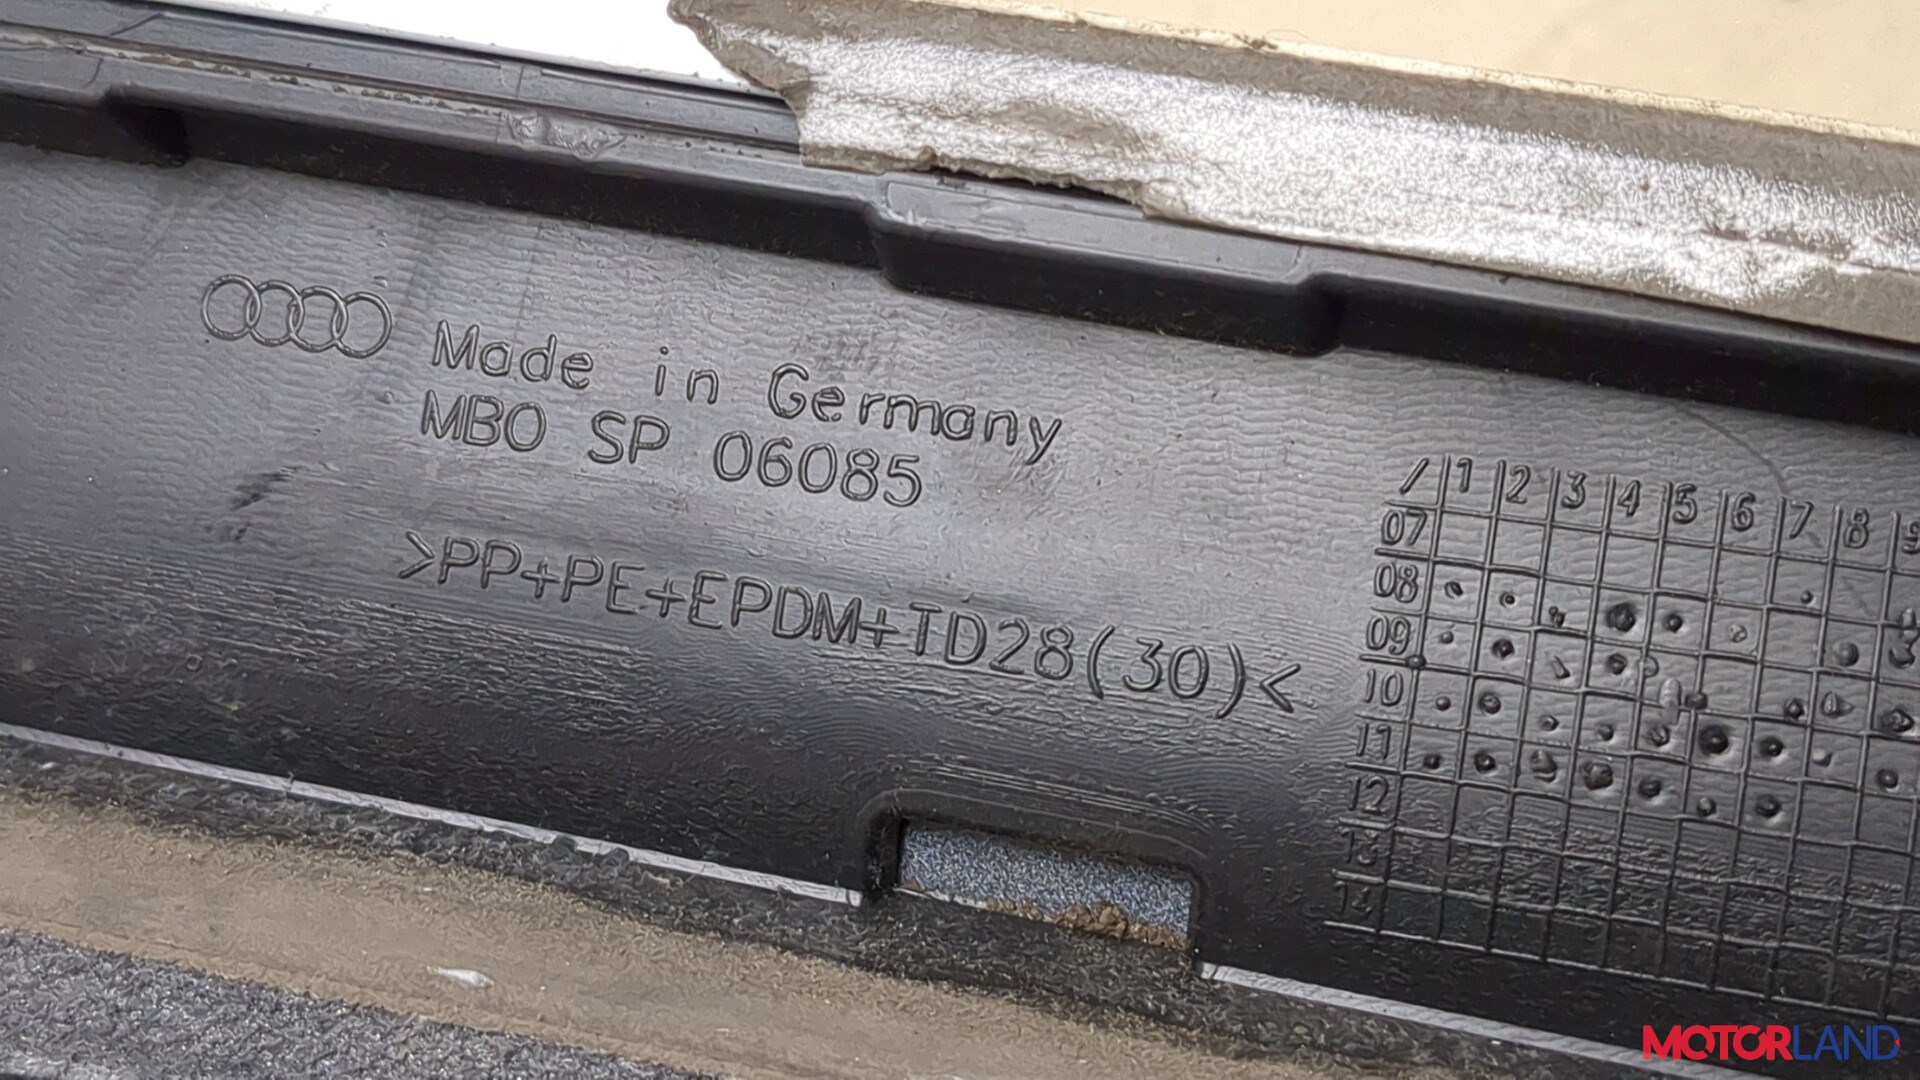 Made in Germany
MBO SP 06085
>PP+PE+EPDM+TD28(30)<
/ 1 2 3 4 5 6 7 8 9
07
08
09
10
11
12
13
14
MOTORLAND